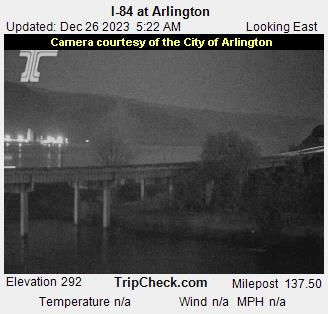 I-84 at Arlington
Updated: Dec 26 2023 5:22 AM Looking East
Camera courtesy of the City of Arlington
Elevation 292 TripCheck.com Milepost 137.50
Temperature n/a Wind n/a MPH n/a